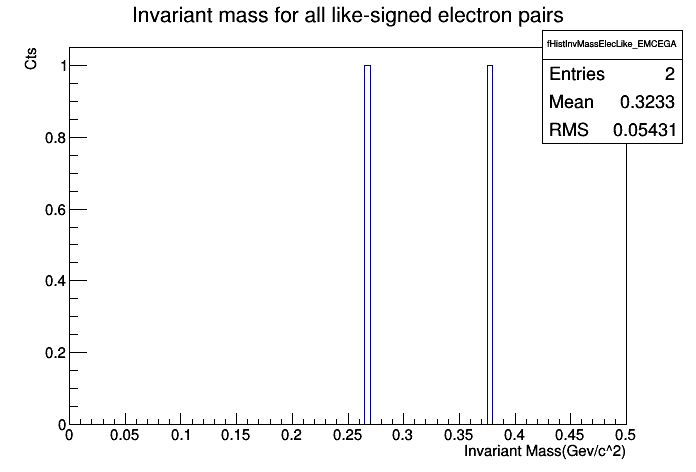 Invariant mass for all like-signed electron pairs
Cts
fHistInvMassElecLike_EMCEGA
Entries 2
Mean 0.3233
RMS 0.05431
1
0.8
0.6
0.4
0.2
0
0 0.05 0.1 0.15 0.2 0.25 0.3 0.35 0.4 0.45 0.5
Invariant Mass(Gev/c^2)